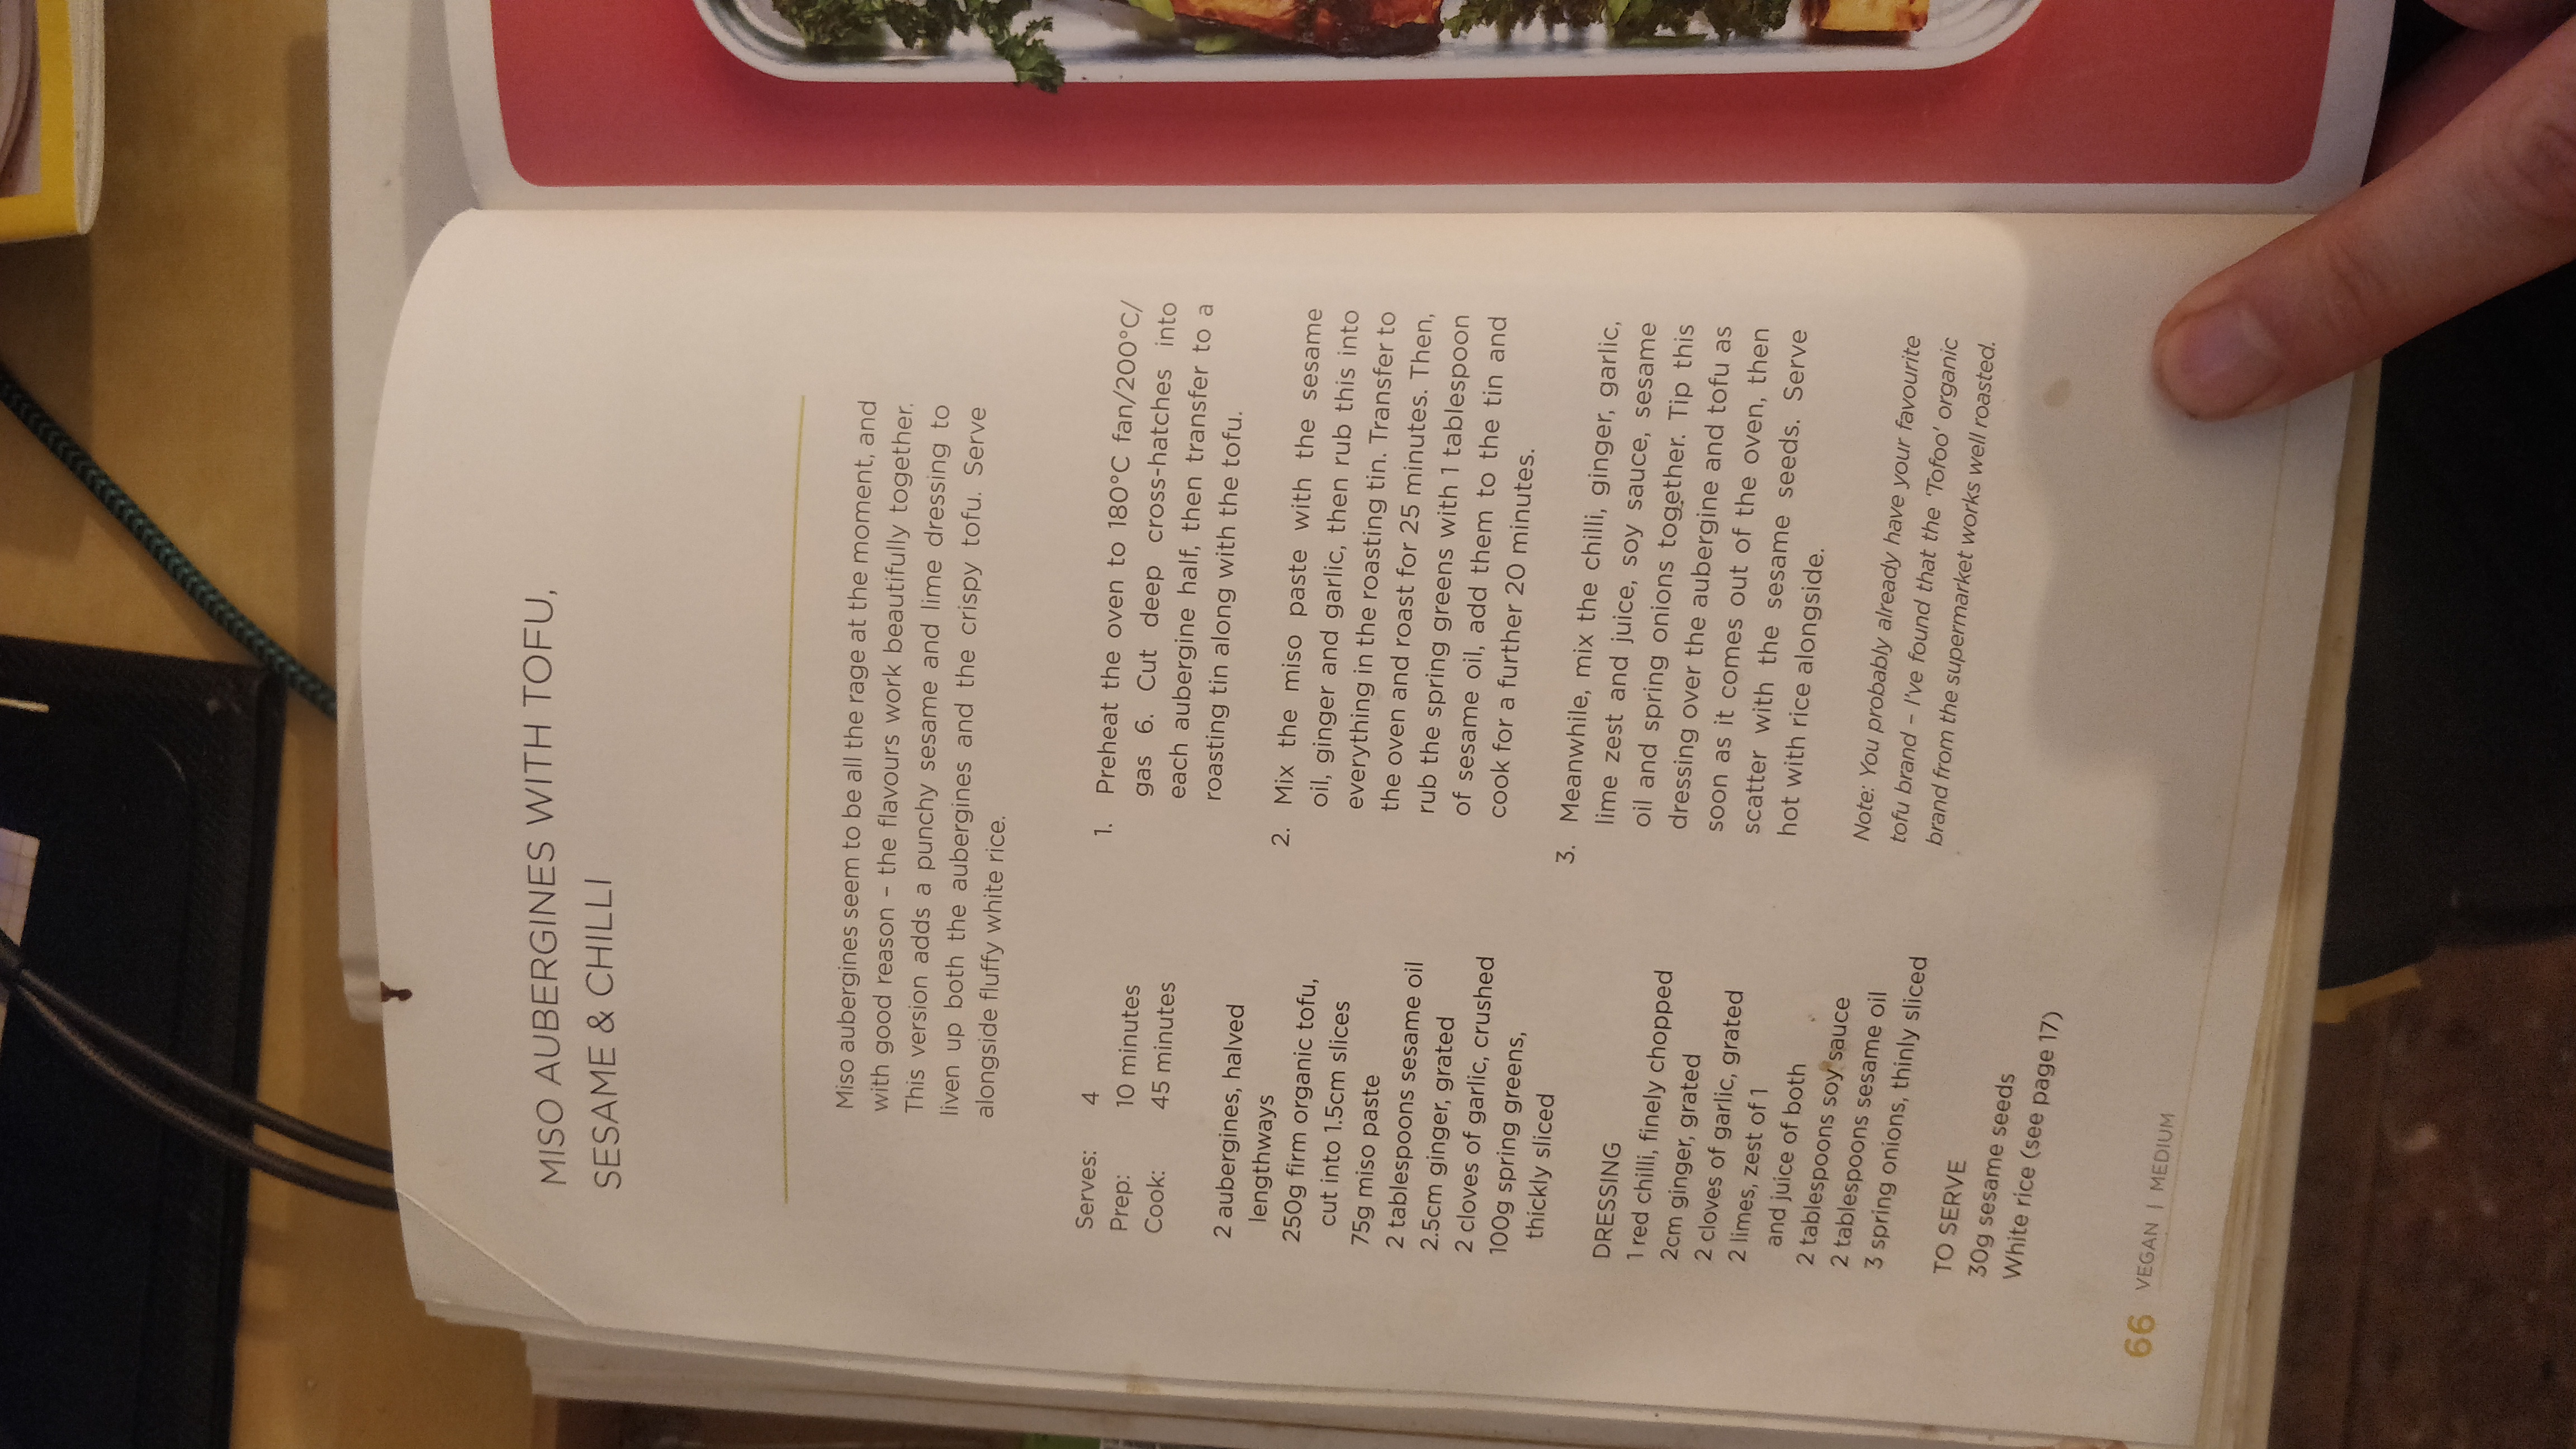 MISO AUBERGINES WITH TOFU,
SESAME & CHILLI
Miso aubergines seem to be all the rage at the moment, and
with good reason – the flavours work beautifully together.
This version adds a punchy sesame and lime dressing to
liven up both the aubergines and the crispy tofu. Serve
alongside fluffy white rice.
Serves: 4
Prep: 10 minutes
Cook: 45 minutes
2 aubergines, halved
lengthways
250g firm organic tofu,
cut into 1.5cm slices
75g miso paste
2 tablespoons sesame oil
2.5cm ginger, grated
2 cloves of garlic, crushed
100g spring greens,
thickly sliced
DRESSING
1 red chilli, finely chopped
2cm ginger, grated
2 cloves of garlic, grated
2 limes, zest of 1
and juice of both
2 tablespoons soy sauce
2 tablespoons sesame oil
3 spring onions, thinly sliced
TO SERVE
30g sesame seeds
White rice (see page 17)
1. Preheat the oven to 180°C fan/200°C/
gas 6. Cut deep cross-hatches into
each aubergine half, then transfer to a
roasting tin along with the tofu.
2. Mix the miso paste with the sesame
oil, ginger and garlic, then rub this into
everything in the roasting tin. Transfer to
the oven and roast for 25 minutes. Then,
rub the spring greens with 1 tablespoon
of sesame oil, add them to the tin and
cook for a further 20 minutes.
3. Meanwhile, mix the chilli, ginger, garlic,
lime zest and juice, soy sauce, sesame
oil and spring onions together. Tip this
dressing over the aubergine and tofu as
soon as it comes out of the oven, then
scatter with the sesame seeds. Serve
hot with rice alongside.
Note: You probably already have your favourite
tofu brand – I've found that the 'Tofoo' organic
brand from the supermarket works well roasted.
66 VEGAN | MEDIUM